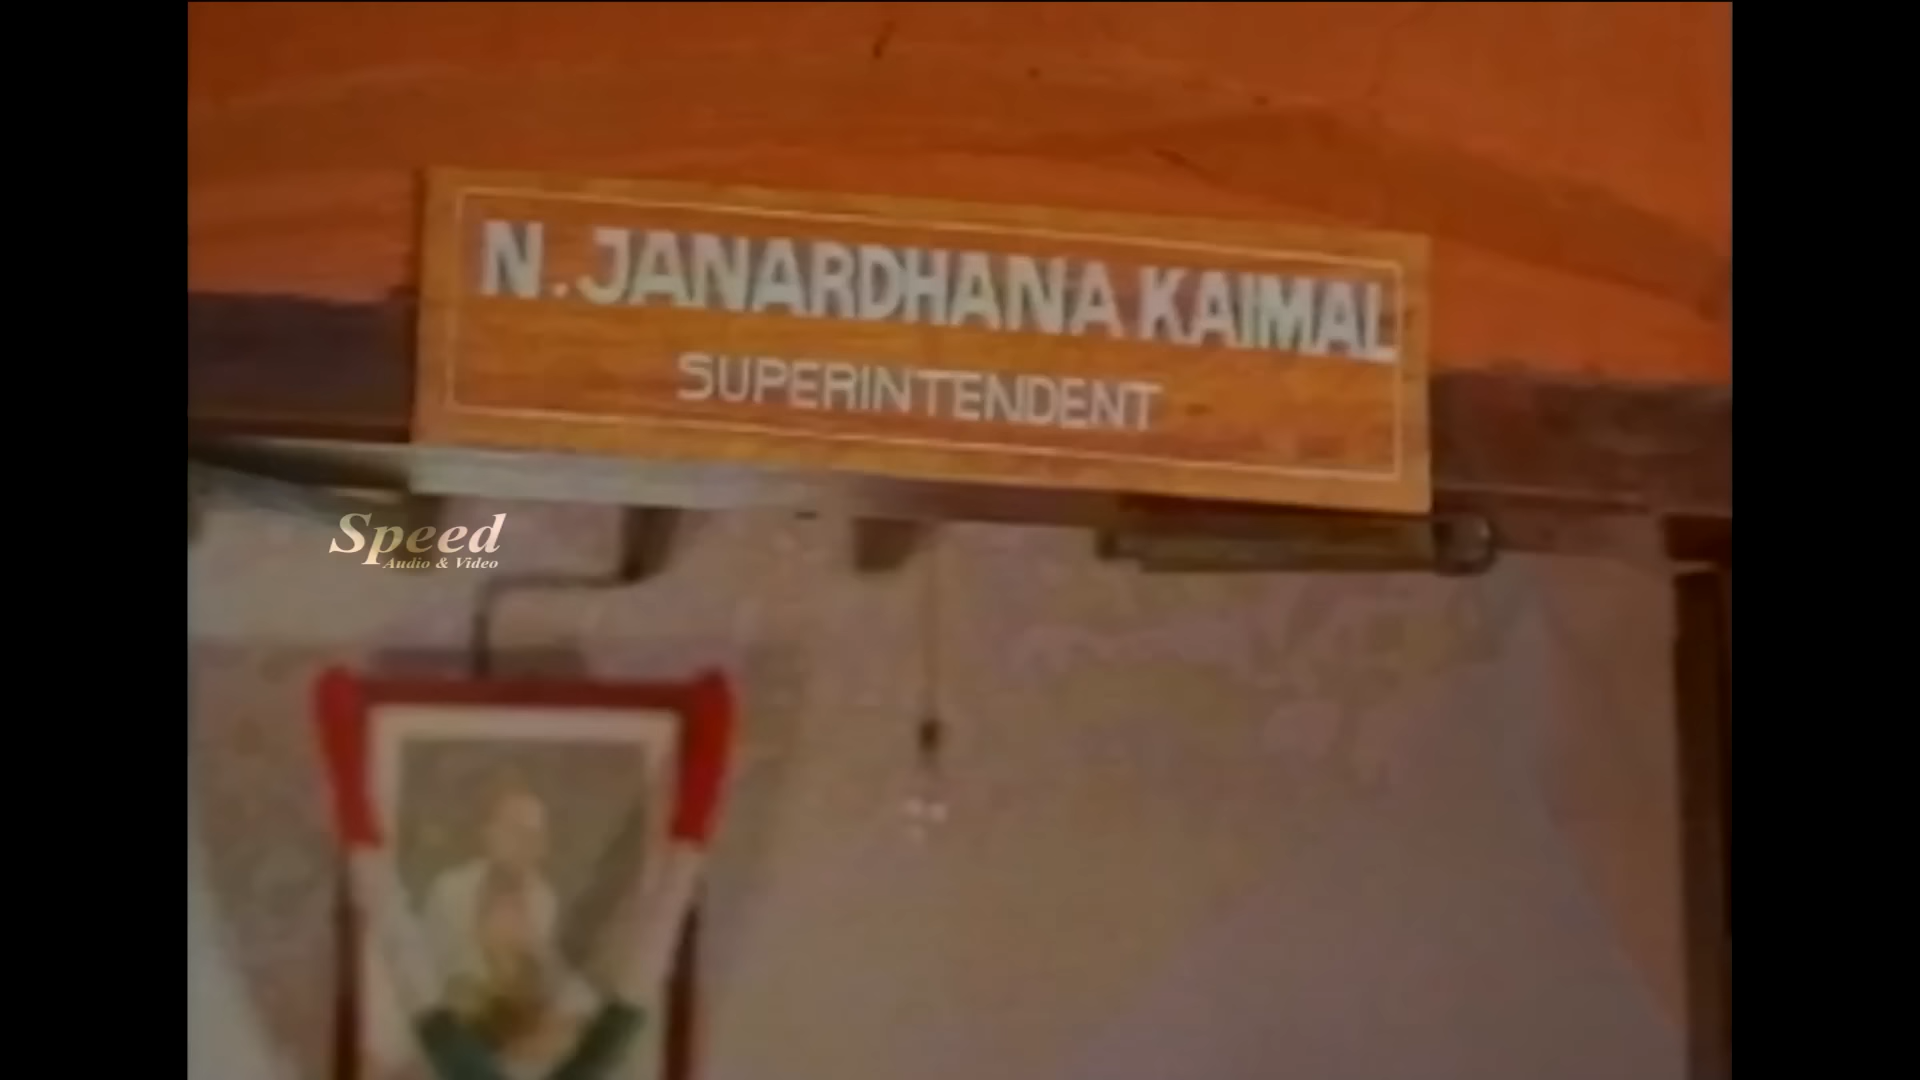 N. JANARDHANA KAIMAL
SUPERINTENDENT
Speed
Audio & Video